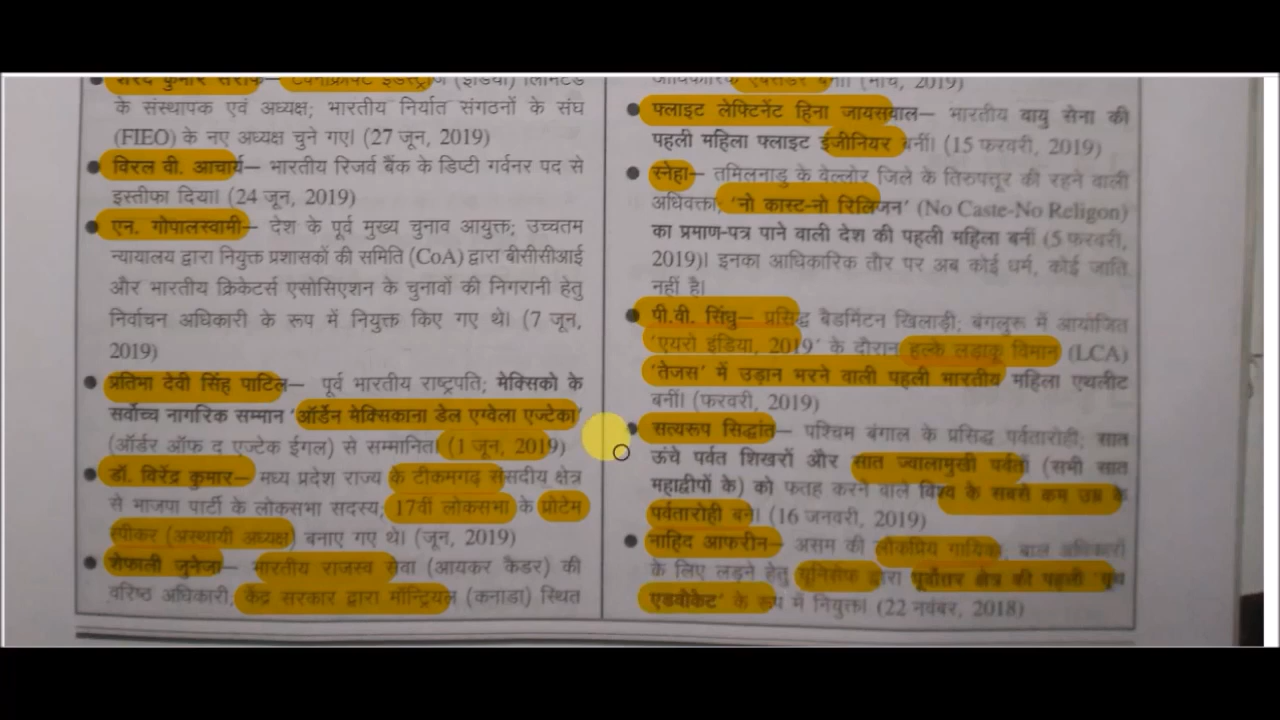 शरद कुमार सराफ– टेक्नोक्राफ्ट इंडस्ट्रीज (इंडिया) लिमिटेड
के संस्थापक एवं अध्यक्ष; भारतीय निर्यात संगठनों के संघ
(FIEO) के नए अध्यक्ष चुने गए। (27 जून, 2019)
विरल वी. आचार्य– भारतीय रिजर्व बैंक के डिप्टी गवर्नर पद से
इस्तीफा दिया। (24 जून, 2019)
एन. गोपालस्वामी– देश के पूर्व मुख्य चुनाव आयुक्त; उच्चतम
न्यायालय द्वारा नियुक्त प्रशासकों की समिति (CoA) द्वारा बीसीसीआई
और भारतीय क्रिकेटर्स एसोसिएशन के चुनावों की निगरानी हेतु
निर्वाचन अधिकारी के रूप में नियुक्त किए गए थे। (7 जून,
2019)
प्रतिभा देवी सिंह पाटिल– पूर्व भारतीय राष्ट्रपति; मेक्सिको के
सर्वोच्च नागरिक सम्मान 'ऑर्डेन मेक्सिकाना डेल एग्वेला एज्टेका'
(ऑर्डर ऑफ द एज्टेक ईगल) से सम्मानित। (1 जून, 2019)
डॉ. विरेंद्र कुमार– मध्य प्रदेश राज्य के टीकमगढ़ संसदीय क्षेत्र
से भाजपा पार्टी के लोकसभा सदस्य, 17वीं लोकसभा के प्रोटेम
स्पीकर (अस्थायी अध्यक्ष) बनाए गए थे। (जून, 2019)
शेफाली जुनेजा– भारतीय राजस्व सेवा (आयकर कैडर) की
वरिष्ठ अधिकारी, केंद्र सरकार द्वारा मॉन्ट्रियल (कनाडा) स्थित
बनी। (मार्च, 2019)
फ्लाइट लेफ्टिनेंट हिना जायसवाल– भारतीय वायु सेना की
पहली महिला फ्लाइट इंजीनियर बनीं। (15 फरवरी, 2019)
स्नेहा– तमिलनाडु के वेल्लोर जिले के तिरुपत्तूर की रहने वाली
अधिवक्ता, 'नो कास्ट-नो रिलिजन' (No Caste-No Religon)
का प्रमाण-पत्र पाने वाली देश की पहली महिला बनीं (5 फरवरी,
2019)। इनका आधिकारिक तौर पर अब कोई धर्म, कोई जाति
नहीं है।
पी.वी. सिंधु– प्रसिद्ध बैडमिंटन खिलाड़ी; बंगलुरू में आयोजित
'एयरो इंडिया, 2019' के दौरान हल्के लड़ाकू विमान (LCA)
'तेजस' में उड़ान भरने वाली पहली भारतीय महिला एथलीट
बनीं। (फरवरी, 2019)
सत्यरूप सिद्धांत– पश्चिम बंगाल के प्रसिद्ध पर्वतारोही; सात
ऊंचे पर्वत शिखरों और सात ज्वालामुखी पर्वतों (सभी सात
महाद्वीपों के) को फतह करने वाले विश्व के सबसे कम उम्र के
पर्वतारोही बने। (16 जनवरी, 2019)
नाहिद आफरीन– असम की लोकप्रिय गायिका, बाल अधिकारों
के लिए लड़ने हेतु यूनिसेफ द्वारा पूर्वोत्तर क्षेत्र की पहली 'यूथ
एडवोकेट' के रूप में नियुक्त। (22 नवंबर, 2018)